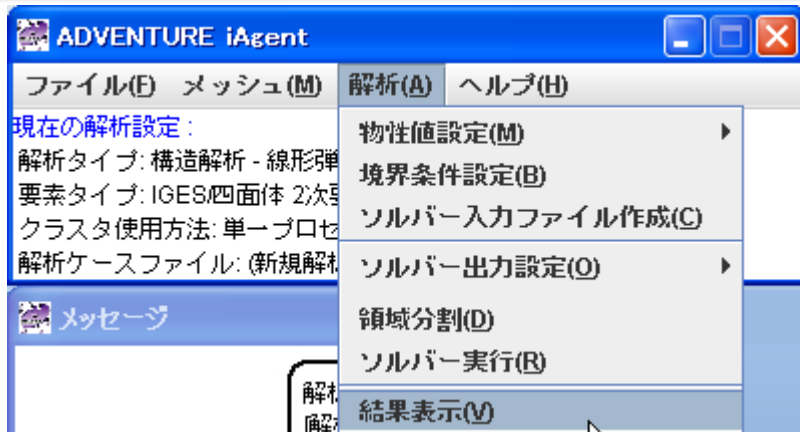 ADVENTURE iAgent
ファイル(F) メッシュ(M) 解析(A) ヘルプ(H)
現在の解析設定 :
解析タイプ: 構造解析 - 線形弾
要素タイプ: IGES/四面体 2次
クラスタ使用方法: 単一プロセ
解析ケースファイル: (新規解
物性値設定(M)
境界条件設定(B)
ソルバー入力ファイル作成(C)
ソルバー出力設定(O)
領域分割(D)
ソルバー実行(R)
結果表示(V)
メッセージ
解